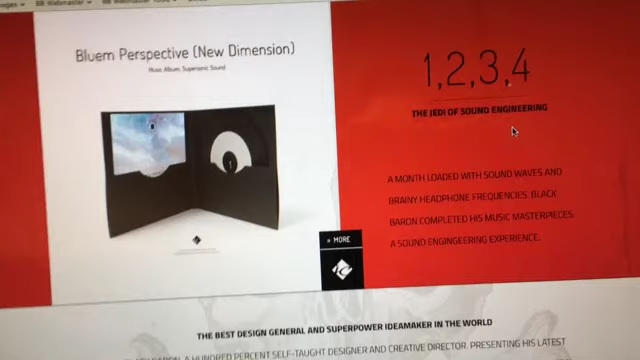 BB Webmaster
Bluem Perspective (New Dimension)
Music Album, Supersonic Sound
1,2,3,4
THE JEDI OF SOUND ENGINEERING
A MONTH LOADED WITH SOUND WAVES AND
BRAINY HEADPHONE FREQUENCIES. BLACK
BARON COMPLETED HIS MUSIC MASTERPIECES.
A SOUND ENGINGEERING EXPERIENCE.
» MORE
THE BEST DESIGN GENERAL AND SUPERPOWER IDEAMAKER IN THE WORLD
BARON, A HUNDRED PERCENT SELF-TAUGHT DESIGNER AND CREATIVE DIRECTOR. PRESENTING HIS LATEST